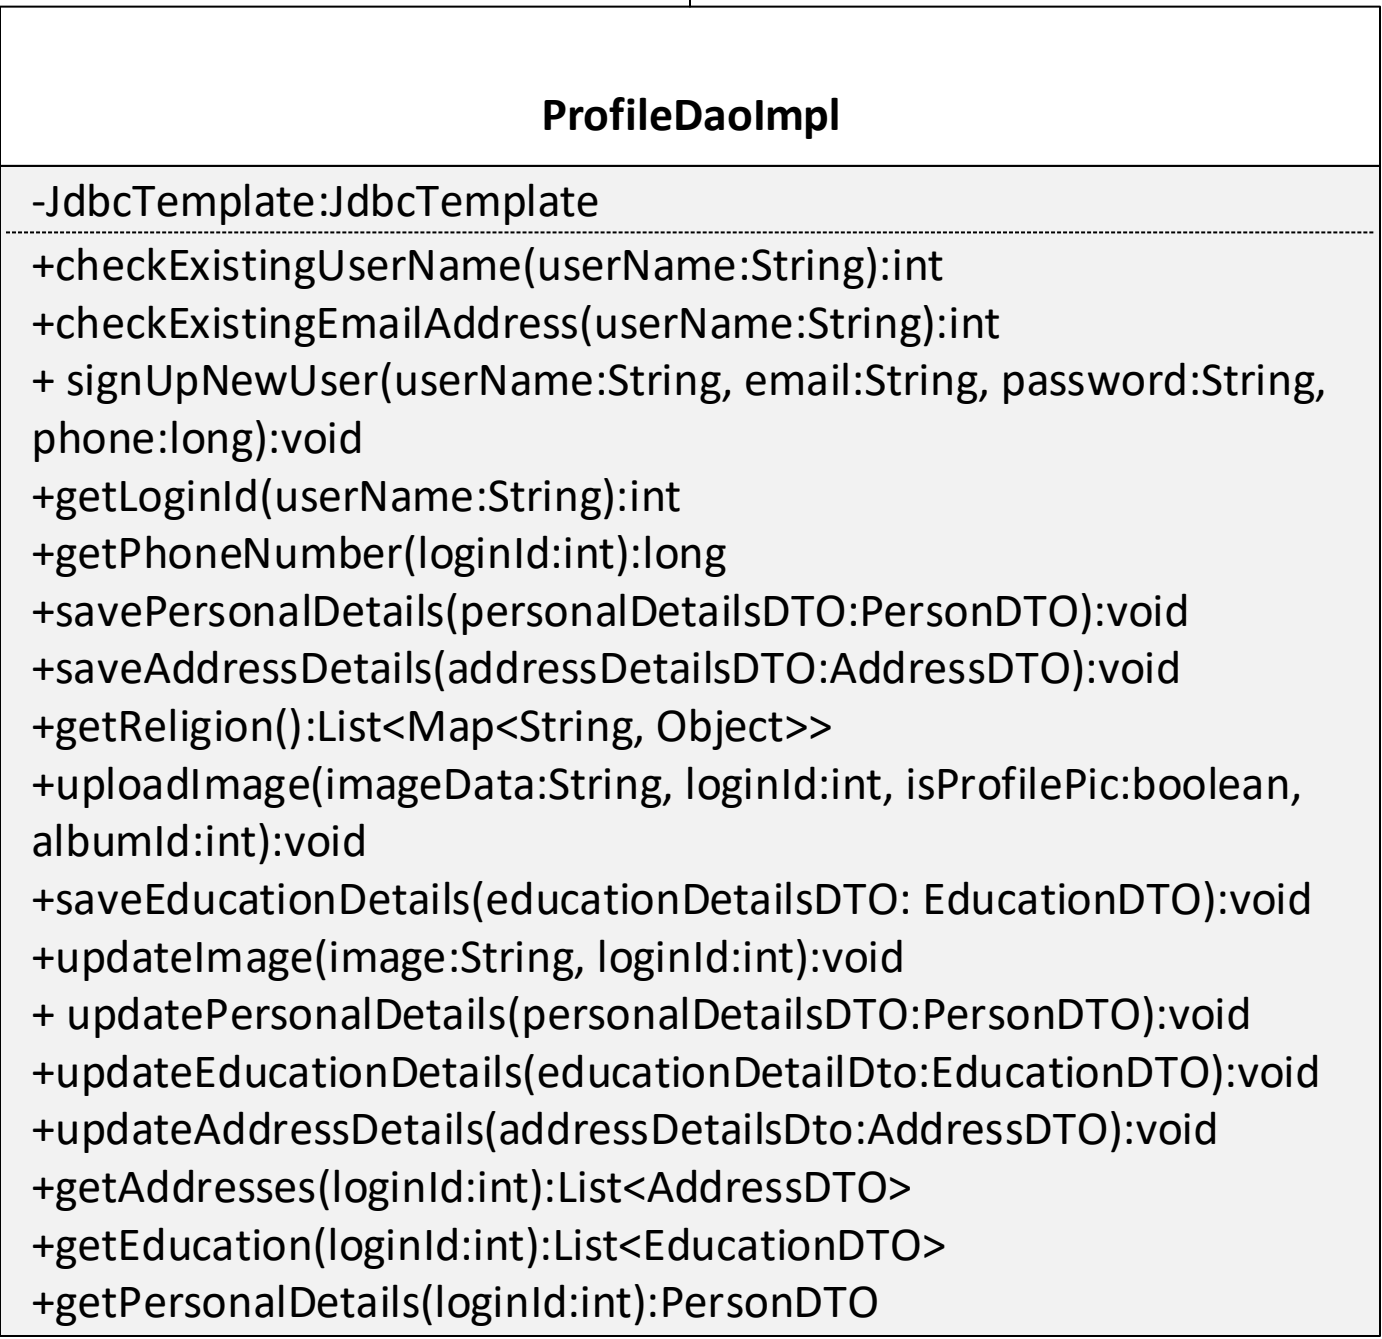 ProfileDaoImpl
-JdbcTemplate:JdbcTemplate
+checkExistingUserName(userName:String):int
+checkExistingEmailAddress(userName:String):int
+ signUpNewUser(userName:String, email:String, password:String,
phone:long):void
+getLoginId(userName:String):int
+getPhoneNumber(loginId:int):long
+savePersonalDetails(personalDetailsDTO:PersonDTO):void
+saveAddressDetails(addressDetailsDTO:AddressDTO):void
+getReligion():List<Map<String, Object>>
+uploadImage(imageData:String, loginId:int, isProfilePic:boolean,
albumId:int):void
+saveEducationDetails(educationDetailsDTO: EducationDTO):void
+updateImage(image:String, loginId:int):void
+ updatePersonalDetails(personalDetailsDTO:PersonDTO):void
+updateEducationDetails(educationDetailDto:EducationDTO):void
+updateAddressDetails(addressDetailsDto:AddressDTO):void
+getAddresses(loginId:int):List<AddressDTO>
+getEducation(loginId:int):List<EducationDTO>
+getPersonalDetails(loginId:int):PersonDTO